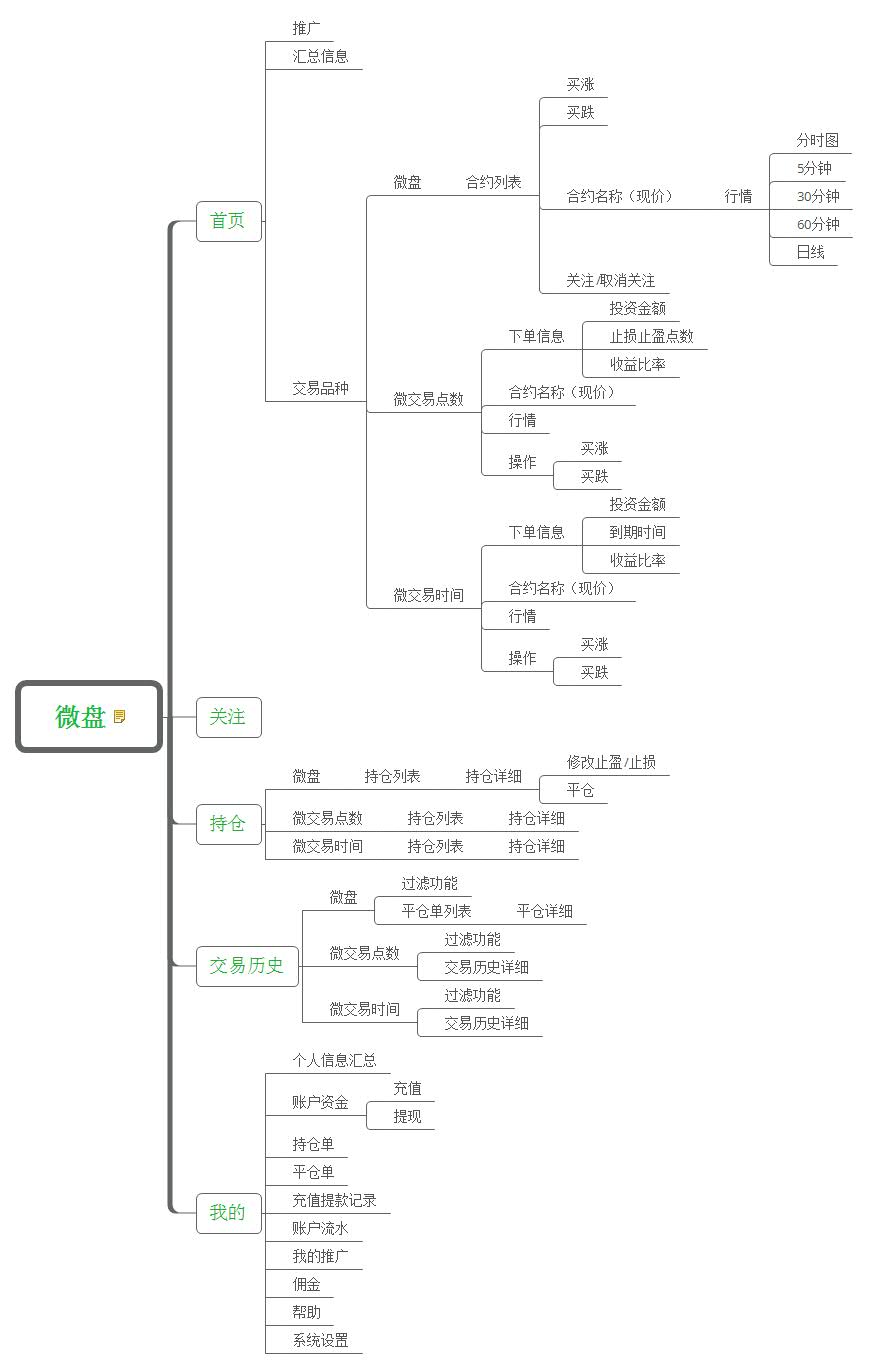 微盘
首页
推广
汇总信息
交易品种
微盘
合约列表
买涨
买跌
合约名称（现价）
行情
分时图
5分钟
30分钟
60分钟
日线
关注/取消关注
微交易点数
下单信息
投资金额
止损止盈点数
收益比率
合约名称（现价）
行情
操作
买涨
买跌
微交易时间
下单信息
投资金额
到期时间
收益比率
合约名称（现价）
行情
操作
买涨
买跌
关注
持仓
微盘
持仓列表
持仓详细
修改止盈/止损
平仓
微交易点数
持仓列表
持仓详细
微交易时间
持仓列表
持仓详细
交易历史
微盘
过滤功能
平仓单列表
平仓详细
微交易点数
过滤功能
交易历史详细
微交易时间
过滤功能
交易历史详细
我的
个人信息汇总
账户资金
充值
提现
持仓单
平仓单
充值提款记录
账户流水
我的推广
佣金
帮助
系统设置